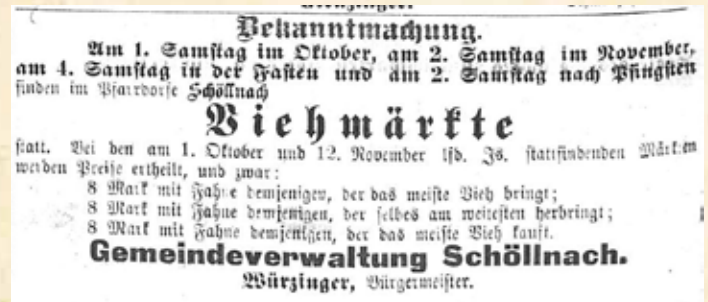 Bekanntmachung.
Am 1. Samstag im Oktober, am 2. Samstag im November,
am 4. Samstag in der Fasten und am 2. Samstag nach Pfingsten
finden im Pfarrdorfe Schöllnach
Viehmärkte
statt. Bei den am 1. Oktober und 12. November lfd. Js. stattfindenden Märkten
werden Preise ertheilt, und zwar:
8 Mark mit Fahne demjenigen, der das meiste Vieh bringt;
8 Mark mit Fahne demjenigen, der selbes am weitesten herbringt;
8 Mark mit Fahne demjenigen, der das meiste Vieh kauft.
Gemeindeverwaltung Schöllnach.
Würzinger, Bürgermeister.